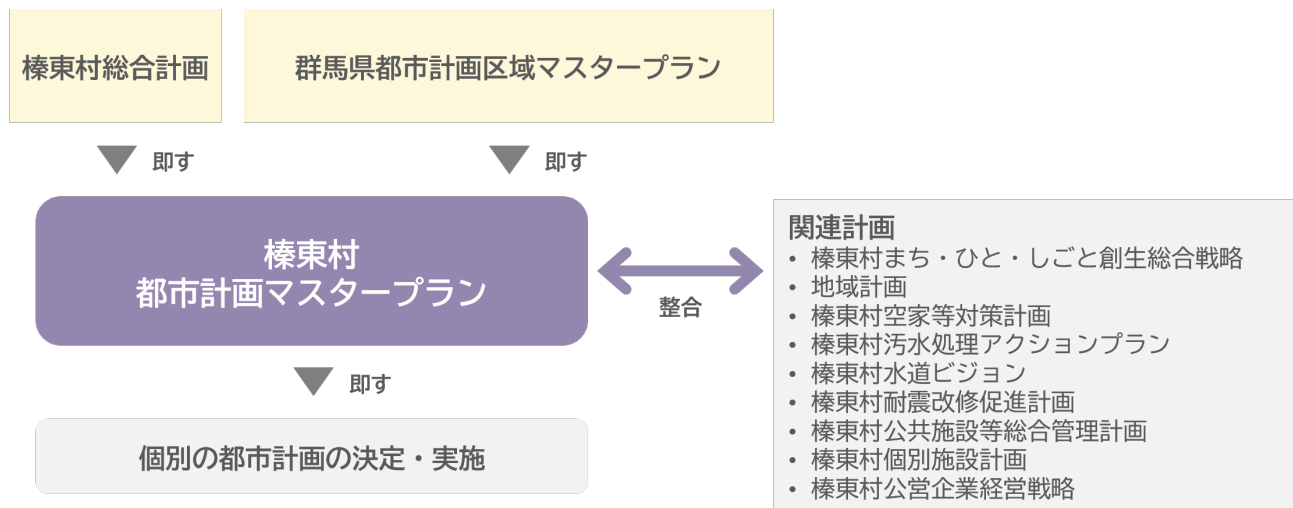 榛東村総合計画
群馬県都市計画区域マスタープラン
即す
即す
榛東村
都市計画マスタープラン
整合
関連計画
• 榛東村まち・ひと・しごと創生総合戦略
• 地域計画
• 榛東村空家等対策計画
• 榛東村汚水処理アクションプラン
• 榛東村水道ビジョン
• 榛東村耐震改修促進計画
• 榛東村公共施設等総合管理計画
• 榛東村個別施設計画
• 榛東村公営企業経営戦略
即す
個別の都市計画の決定・実施